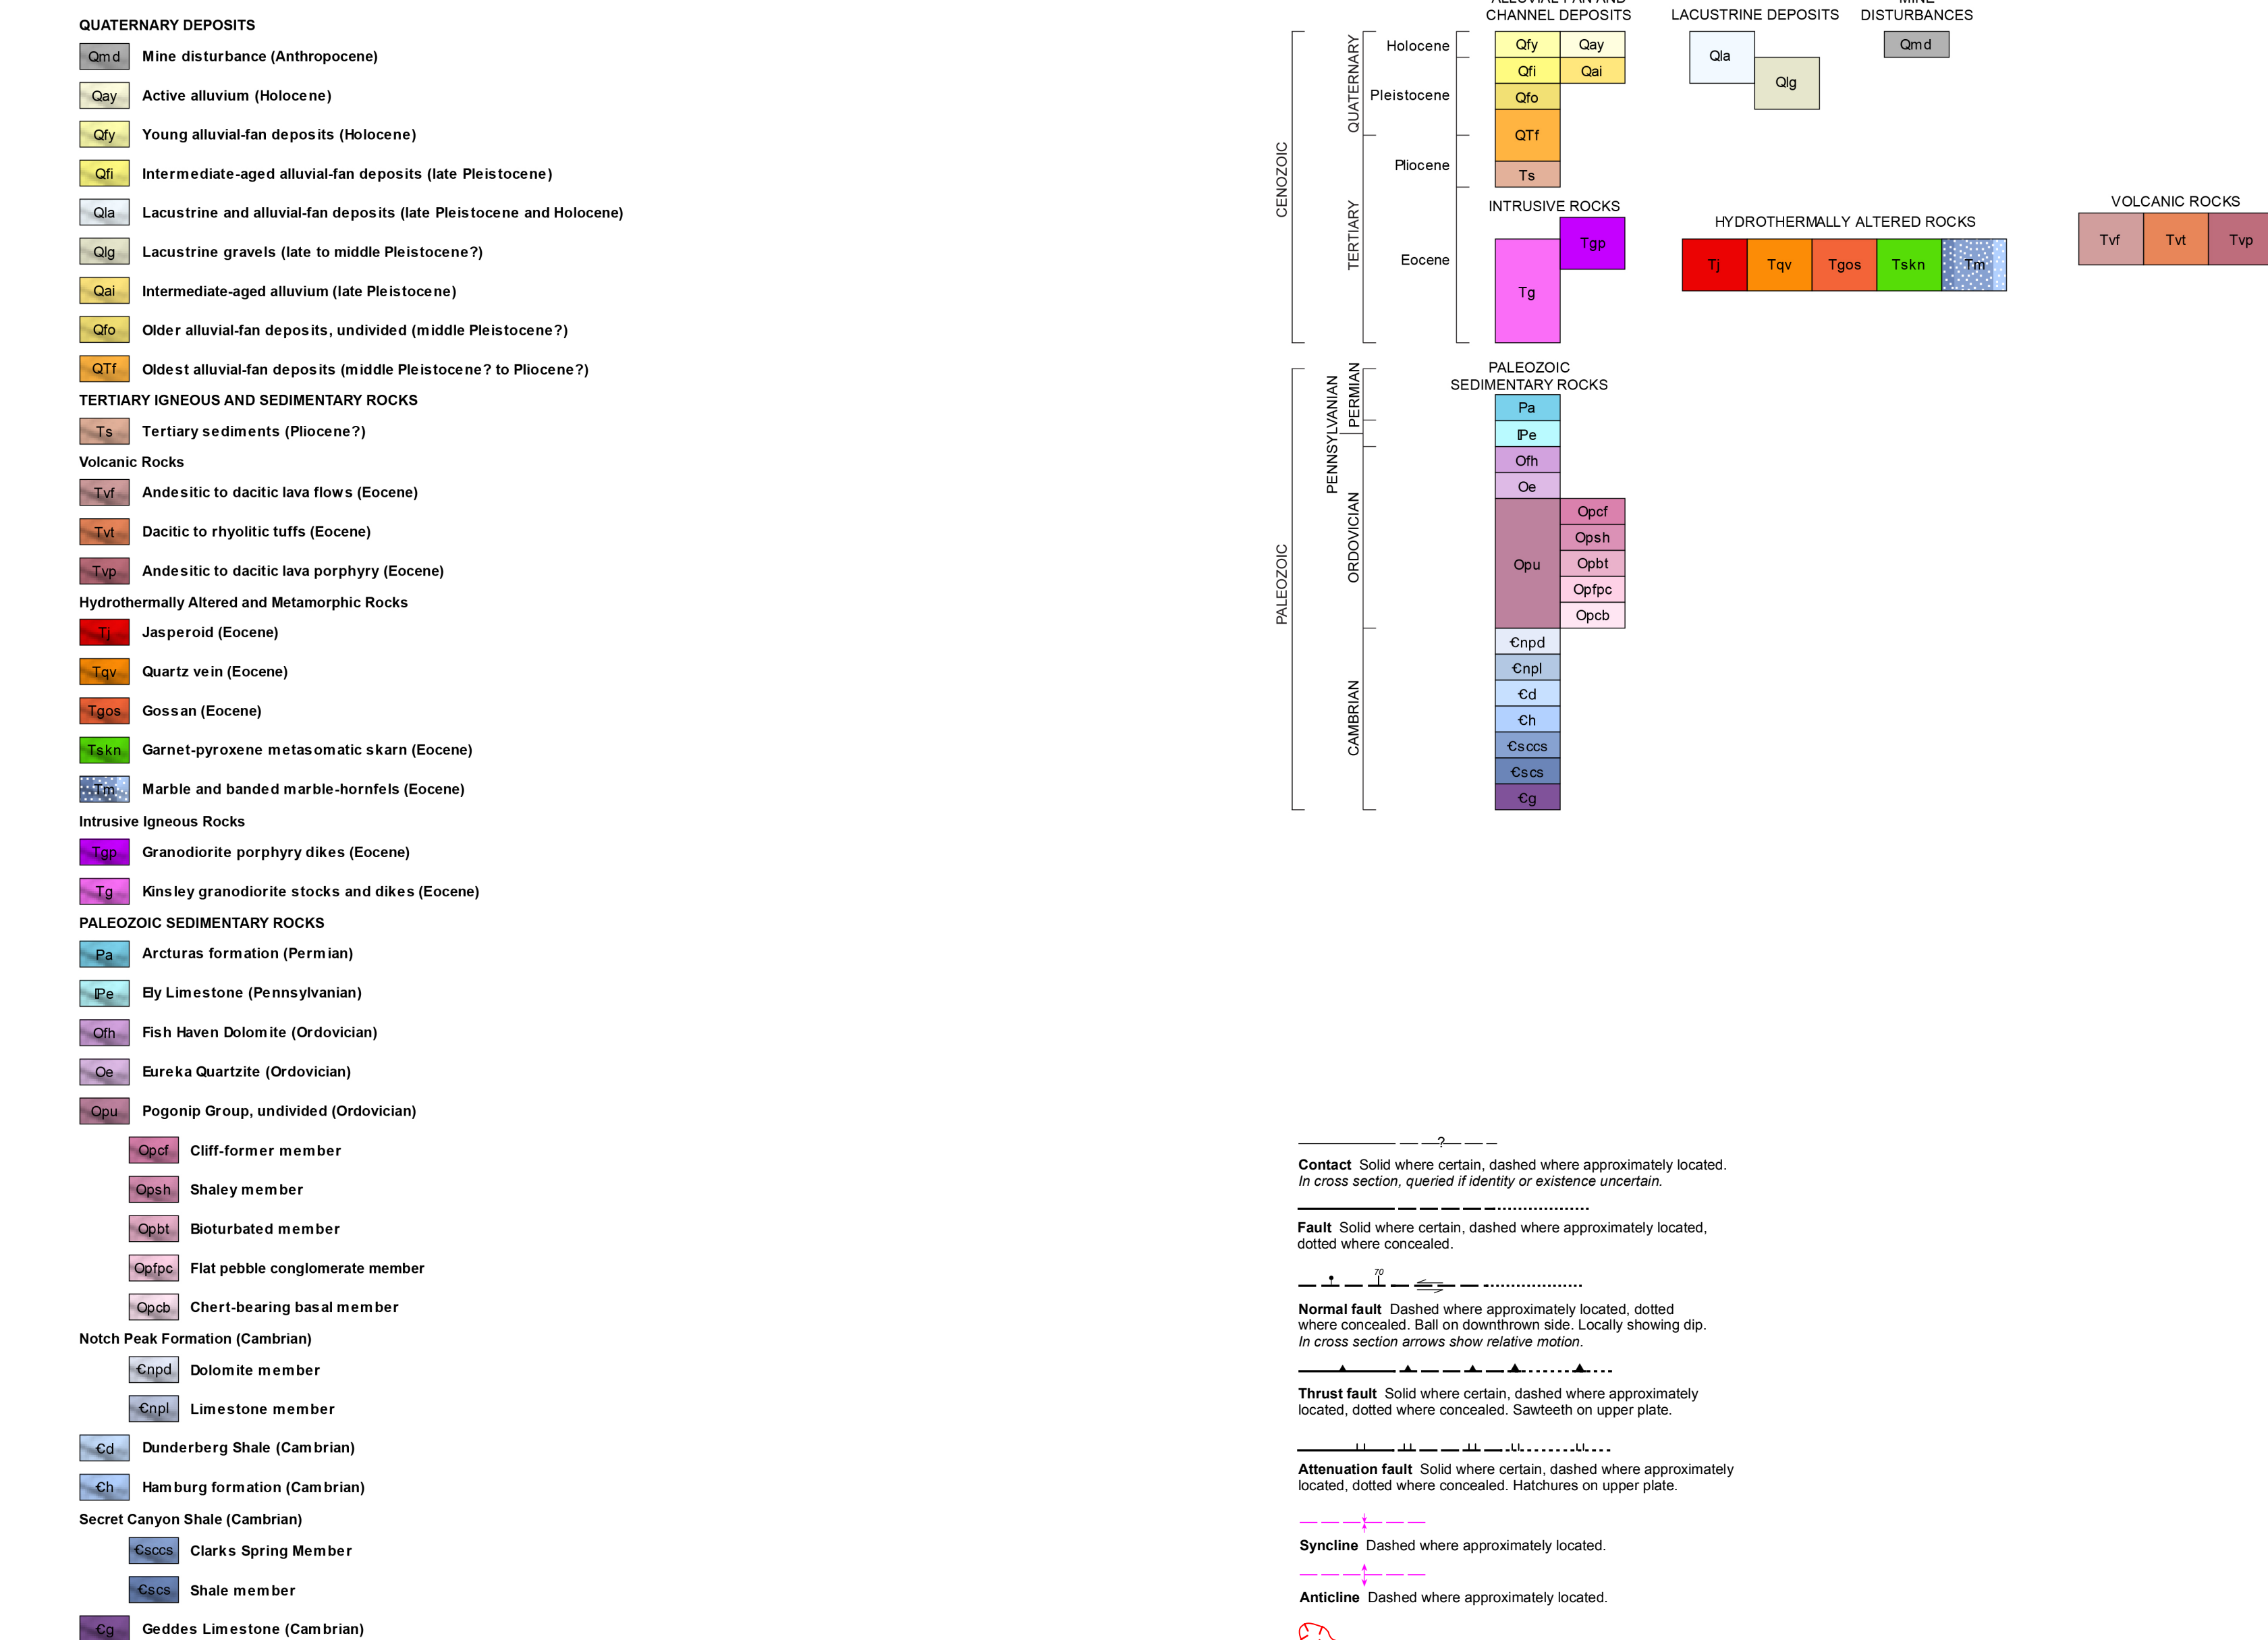 QUATERNARY DEPOSITS
Qmd Mine disturbance (Anthropocene)
Qay Active alluvium (Holocene)
Qfy Young alluvial-fan deposits (Holocene)
Qfi Intermediate-aged alluvial-fan deposits (late Pleistocene)
Qla Lacustrine and alluvial-fan deposits (late Pleistocene and Holocene)
Qlg Lacustrine gravels (late to middle Pleistocene?)
Qai Intermediate-aged alluvium (late Pleistocene)
Qfo Older alluvial-fan deposits, undivided (middle Pleistocene?)
QTf Oldest alluvial-fan deposits (middle Pleistocene? to Pliocene?)
TERTIARY IGNEOUS AND SEDIMENTARY ROCKS
Ts Tertiary sediments (Pliocene?)
Volcanic Rocks
Tvf Andesitic to dacitic lava flows (Eocene)
Tvt Dacitic to rhyolitic tuffs (Eocene)
Tvp Andesitic to dacitic lava porphyry (Eocene)
Hydrothermally Altered and Metamorphic Rocks
Tj Jasperoid (Eocene)
Tqv Quartz vein (Eocene)
Tgos Gossan (Eocene)
Tskn Garnet-pyroxene metasomatic skarn (Eocene)
Tm Marble and banded marble-hornfels (Eocene)
Intrusive Igneous Rocks
Tgp Granodiorite porphyry dikes (Eocene)
Tg Kinsley granodiorite stocks and dikes (Eocene)
PALEOZOIC SEDIMENTARY ROCKS
Pa Arcturas formation (Permian)
ℙe Ely Limestone (Pennsylvanian)
Ofh Fish Haven Dolomite (Ordovician)
Oe Eureka Quartzite (Ordovician)
Opu Pogonip Group, undivided (Ordovician)
Opcf Cliff-former member
Opsh Shaley member
Opbt Bioturbated member
Opfpc Flat pebble conglomerate member
Opcb Chert-bearing basal member
Notch Peak Formation (Cambrian)
Єnpd Dolomite member
Єnpl Limestone member
Єd Dunderberg Shale (Cambrian)
Єh Hamburg formation (Cambrian)
Secret Canyon Shale (Cambrian)
Єsccs Clarks Spring Member
Єscs Shale member
Єg Geddes Limestone (Cambrian)
CHANNEL DEPOSITS
LACUSTRINE DEPOSITS
DISTURBANCES
CENOZOIC
QUATERNARY
TERTIARY
Holocene
Pleistocene
Pliocene
Eocene
Qfy Qay
Qfi Qai
Qfo
QTf
Ts
Qla
Qlg
Qmd
INTRUSIVE ROCKS
Tgp
Tg
HYDROTHERMALLY ALTERED ROCKS
Tj Tqv Tgos Tskn Tm
VOLCANIC ROCKS
Tvf Tvt Tvp
PALEOZOIC
PENNSYLVANIAN
PERMIAN
ORDOVICIAN
CAMBRIAN
PALEOZOIC
SEDIMENTARY ROCKS
Pa
ℙe
Ofh
Oe
Opu
Opcf
Opsh
Opbt
Opfpc
Opcb
Єnpd
Єnpl
Єd
Єh
Єsccs
Єscs
Єg
?
Contact Solid where certain, dashed where approximately located.
In cross section, queried if identity or existence uncertain.
Fault Solid where certain, dashed where approximately located,
dotted where concealed.
70
Normal fault Dashed where approximately located, dotted
where concealed. Ball on downthrown side. Locally showing dip.
In cross section arrows show relative motion.
Thrust fault Solid where certain, dashed where approximately
located, dotted where concealed. Sawteeth on upper plate.
Attenuation fault Solid where certain, dashed where approximately
located, dotted where concealed. Hatchures on upper plate.
Syncline Dashed where approximately located.
Anticline Dashed where approximately located.